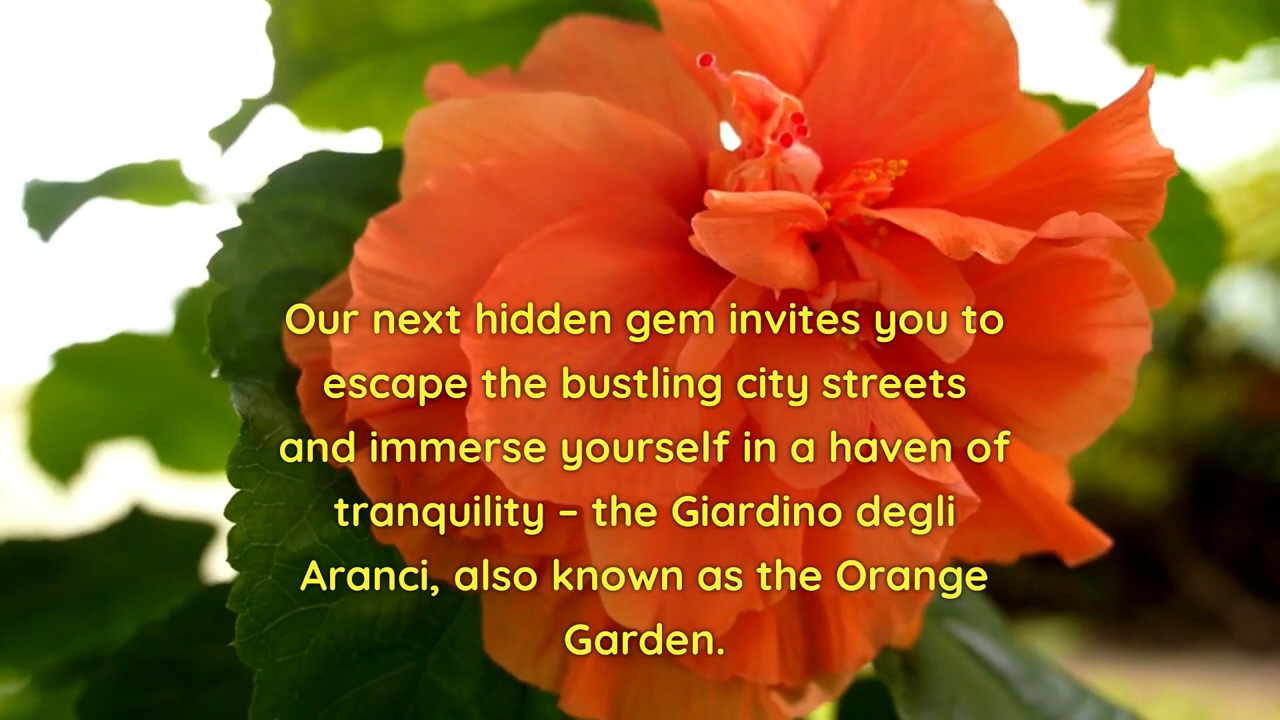 Our next hidden gem invites you to
escape the bustling city streets
and immerse yourself in a haven of
tranquility – the Giardino degli
Aranci, also known as the Orange
Garden.